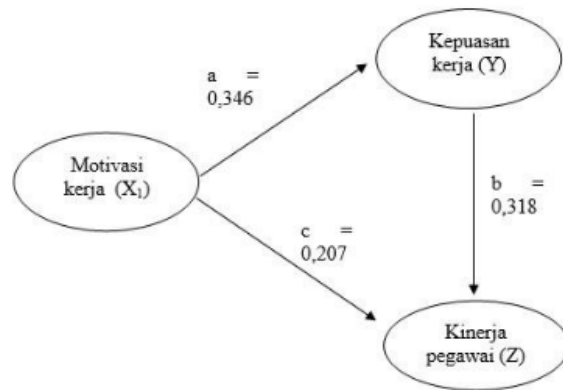 Kepuasan
kerja (Y)
a =
0,346
Motivasi
kerja (X₁)
b =
0,318
c =
0,207
Kinerja
pegawai (Z)